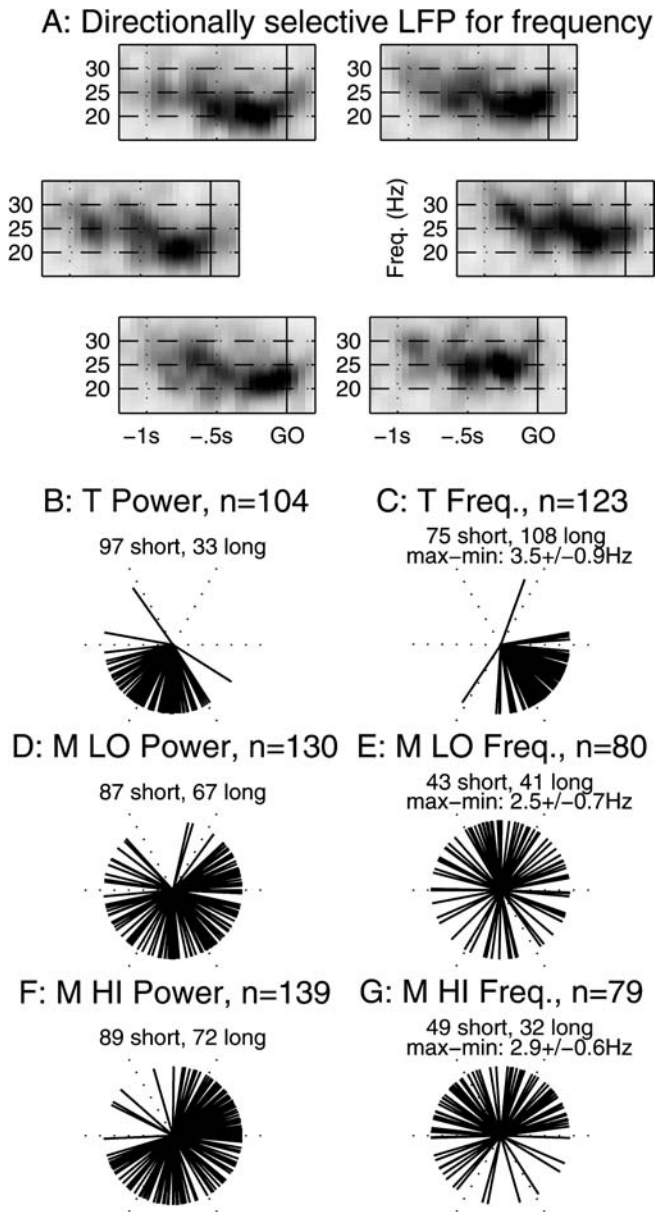 A: Directionally selective LFP for frequency
30
25
20
30
25
20
30
25
20
Freq. (Hz)
30
25
20
30
25
20
30
25
20
-1s -.5s GO
-1s -.5s GO
B: T Power, n=104
97 short, 33 long
C: T Freq., n=123
75 short, 108 long
max-min: 3.5+/-0.9Hz
D: M LO Power, n=130
87 short, 67 long
E: M LO Freq., n=80
43 short, 41 long
max-min: 2.5+/-0.7Hz
F: M HI Power, n=139
89 short, 72 long
G: M HI Freq., n=79
49 short, 32 long
max-min: 2.9+/-0.6Hz